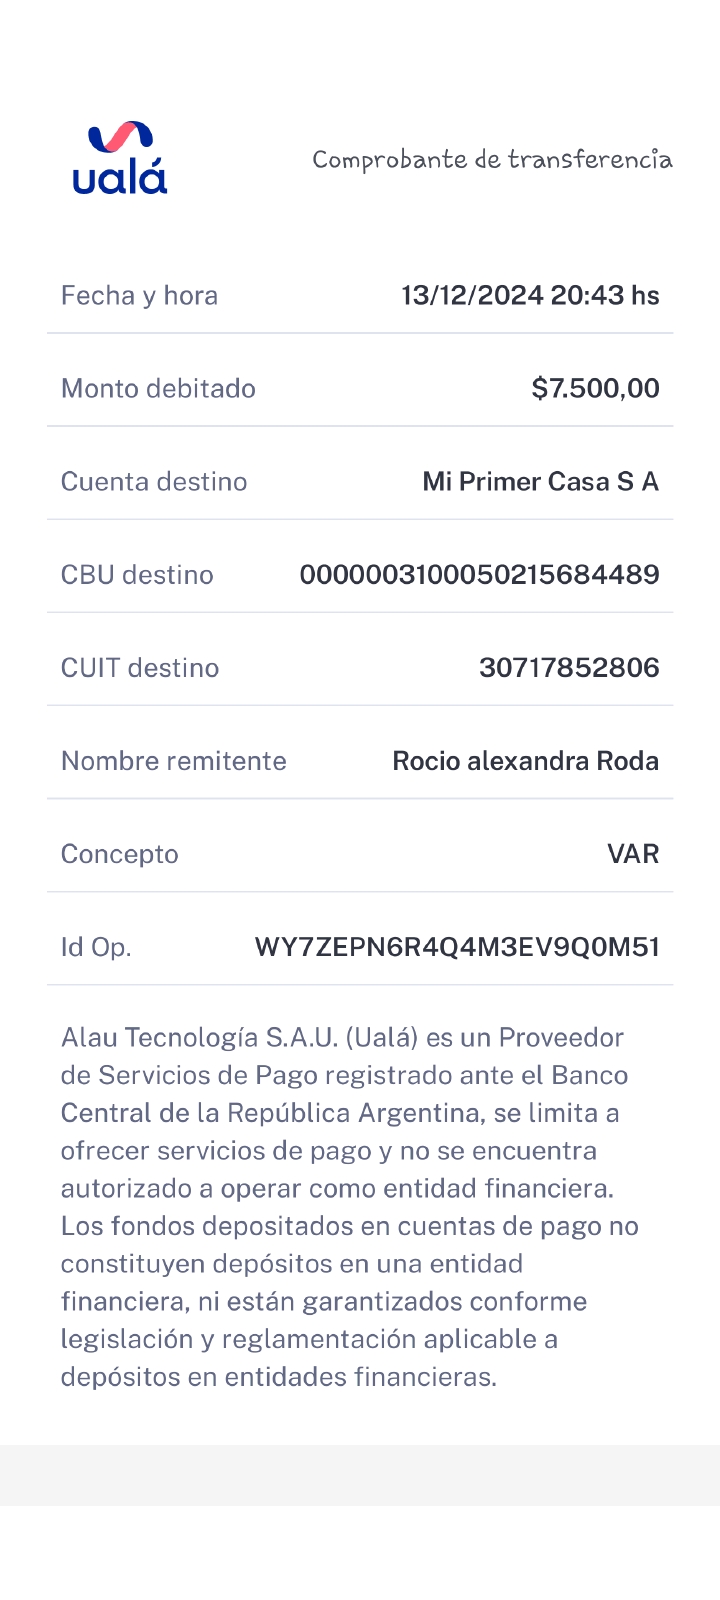 ualá
Comprobante de transferencia
Fecha y hora 13/12/2024 20:43 hs
Monto debitado $7.500,00
Cuenta destino Mi Primer Casa S A
CBU destino 0000003100050215684489
CUIT destino 30717852806
Nombre remitente Rocio alexandra Roda
Concepto VAR
Id Op. WY7ZEPN6R4Q4M3EV9Q0M51
Alau Tecnología S.A.U. (Ualá) es un Proveedor
de Servicios de Pago registrado ante el Banco
Central de la República Argentina, se limita a
ofrecer servicios de pago y no se encuentra
autorizado a operar como entidad financiera.
Los fondos depositados en cuentas de pago no
constituyen depósitos en una entidad
financiera, ni están garantizados conforme
legislación y reglamentación aplicable a
depósitos en entidades financieras.